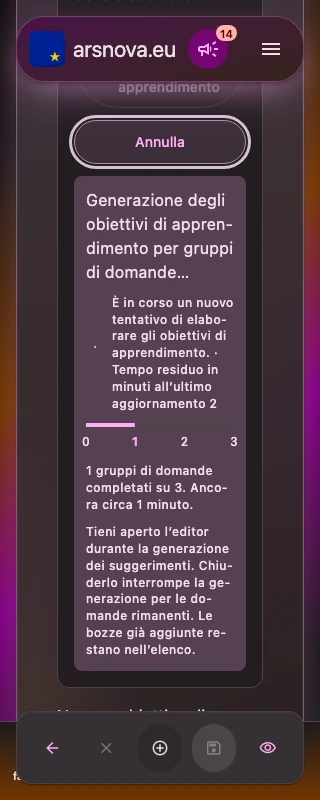 arsnova.eu
14
apprendimento
Annulla
Generazione degli
obiettivi di appren-
dimento per gruppi
di domande...
È in corso un nuovo
tentativo di elabo-
rare gli obiettivi di
apprendimento. ·
Tempo residuo in
minuti all'ultimo
aggiornamento 2
0 1 2 3
1 gruppi di domande
completati su 3. Anco-
ra circa 1 minuto.
Tieni aperto l'editor
durante la generazione
dei suggerimenti. Chiu-
derlo interrompe la ge-
nerazione per le do-
mande rimanenti. Le
bozze già aggiunte re-
stano nell'elenco.